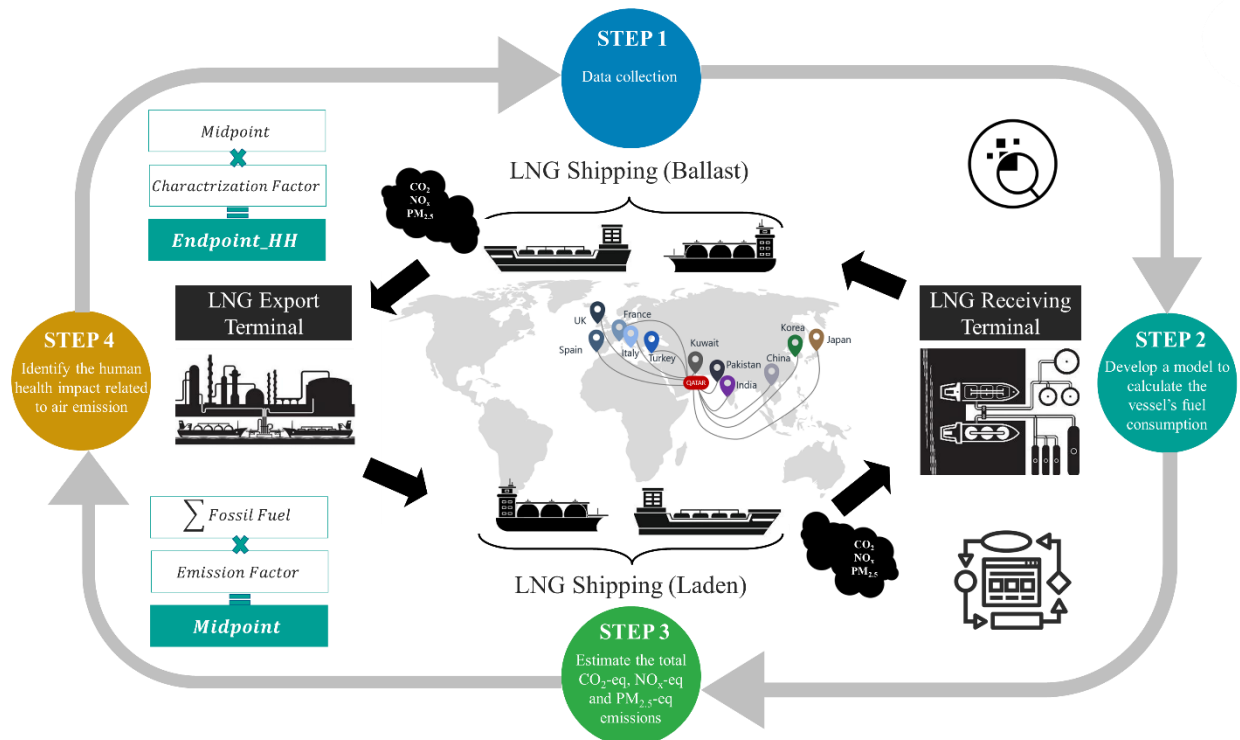 STEP 1
Data collection
LNG Shipping (Ballast)
Midpoint
Charactrization Factor
Endpoint_HH
CO₂
NOₓ
PM₂.₅
LNG Export
Terminal
LNG Receiving
Terminal
STEP 4
Identify the human
health impact related
to air emission
STEP 2
Develop a model to
calculate the
vessel's fuel
consumption
UK
France
Spain
Italy
Turkey
Kuwait
QATAR
Pakistan
India
China
Korea
Japan
∑ Fossil Fuel
Emission Factor
Midpoint
CO₂
NOₓ
PM₂.₅
LNG Shipping (Laden)
STEP 3
Estimate the total
CO₂-eq, NOₓ-eq
and PM₂.₅-eq
emissions